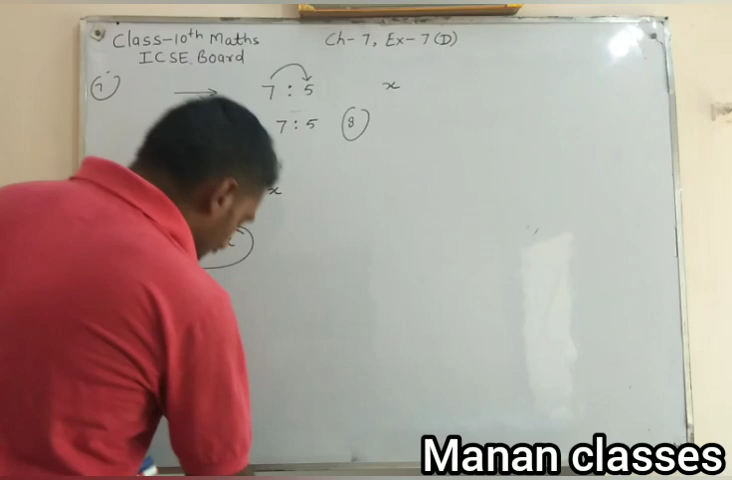 Class-10th Maths Ch-7, Ex-7(D)
ICSE Board
7 → 7 : 5 x
7 : 5 8
x
Manan classes